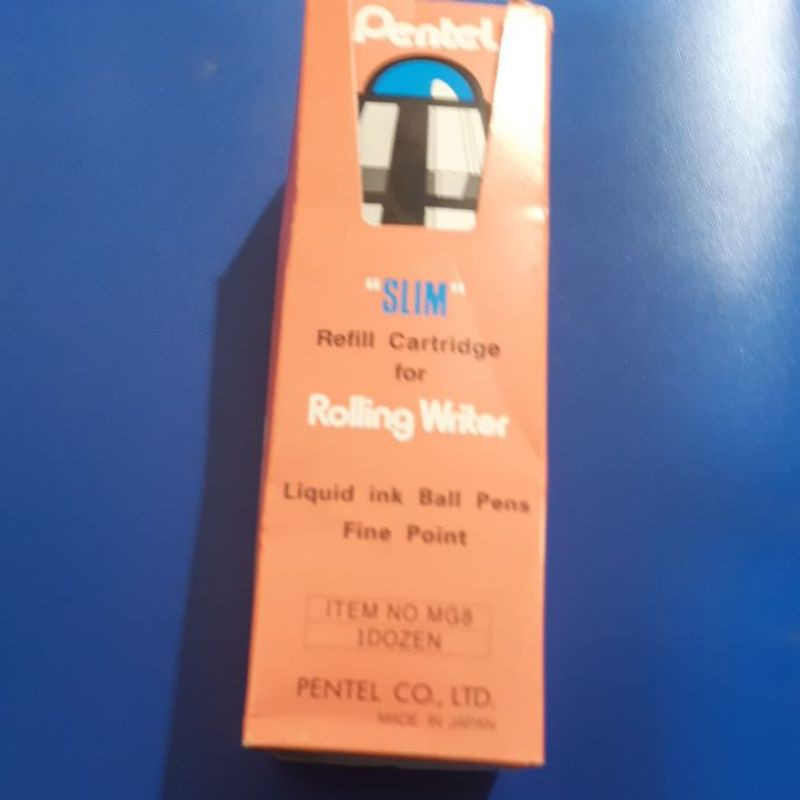 Pentel
"SLIM"
Refill Cartridge
for
Rolling Writer
Liquid ink Ball Pens
Fine Point
ITEM NO MG8
1DOZEN
PENTEL CO., LTD.
MADE IN JAPAN